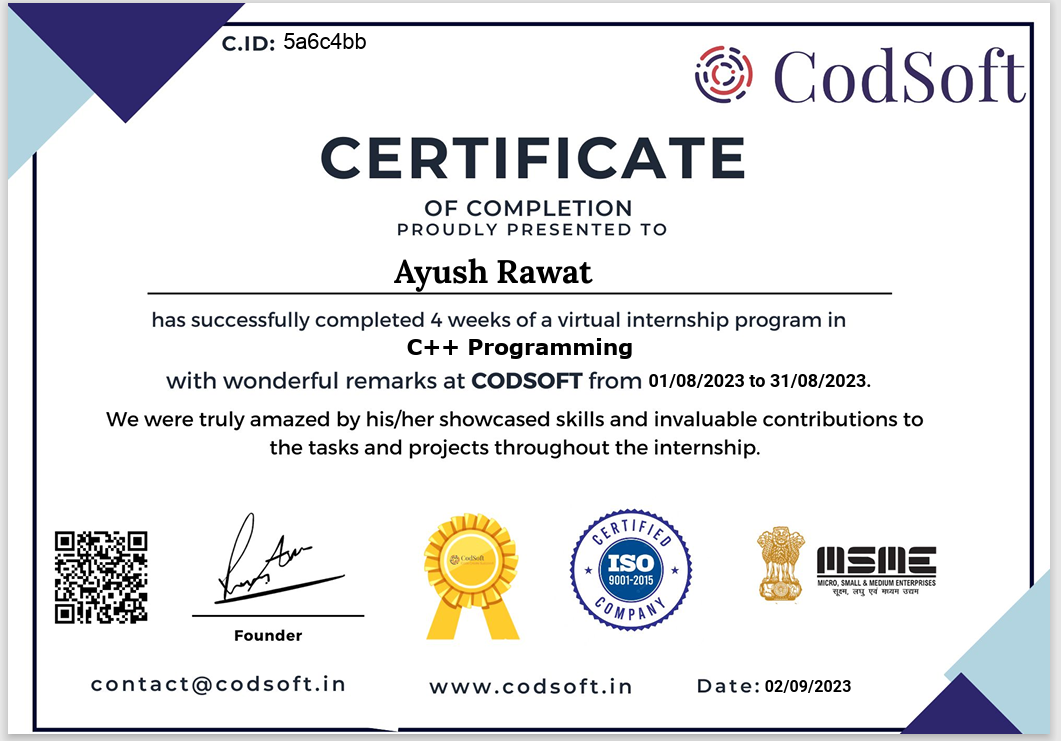 C.ID: 5a6c4bb
CodSoft
CERTIFICATE
OF COMPLETION
PROUDLY PRESENTED TO
Ayush Rawat
has successfully completed 4 weeks of a virtual internship program in
C++ Programming
with wonderful remarks at CODSOFT from 01/08/2023 to 31/08/2023.
We were truly amazed by his/her showcased skills and invaluable contributions to
the tasks and projects throughout the internship.
CodSoft
CERTIFIED
ISO
9001-2015
COMPANY
MSME
MICRO, SMALL & MEDIUM ENTERPRISES
सूक्ष्म, लघु एवं मध्यम उद्यम
Founder
contact@codsoft.in
www.codsoft.in
Date: 02/09/2023